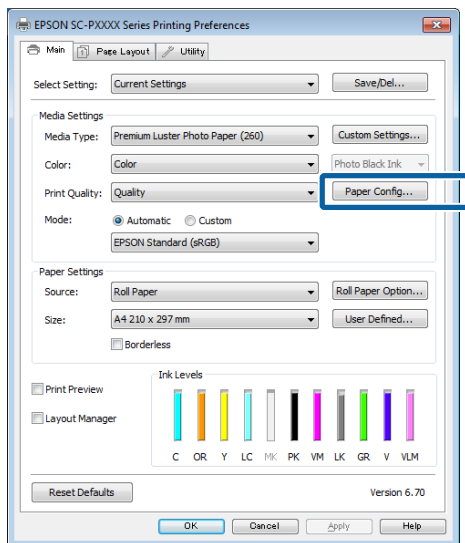 EPSON SC-PXXXX Series Printing Preferences
Main Page Layout Utility
Select Setting: Current Settings Save/Del...
Media Settings
Media Type: Premium Luster Photo Paper (260) Custom Settings...
Color: Color Photo Black Ink
Print Quality: Quality Paper Config...
Mode: Automatic Custom
EPSON Standard (sRGB)
Paper Settings
Source: Roll Paper Roll Paper Option...
Size: A4 210 x 297 mm User Defined...
Borderless
Ink Levels
Print Preview
Layout Manager
C OR Y LC MK PK VM LK GR V VLM
Reset Defaults Version 6.70
OK Cancel Apply Help